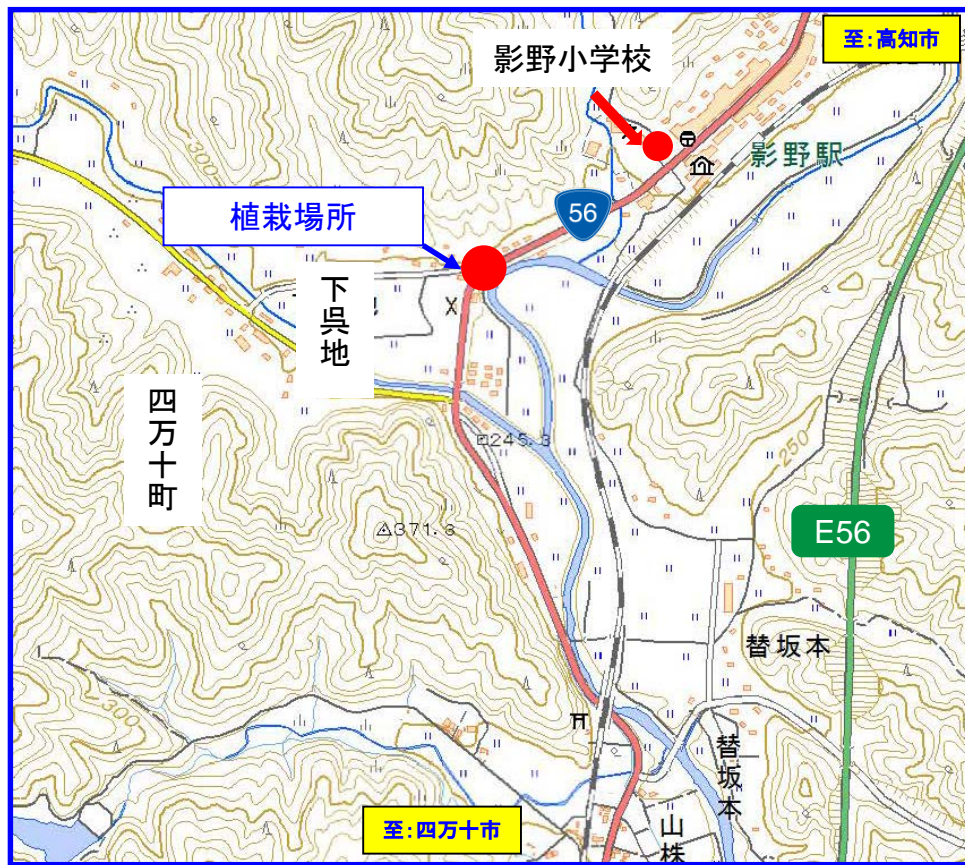 至:高知市
影野小学校
影野駅
300
植栽場所
56
下呉地
四万十町
245.3
250
371.3
E56
替坂本
300
替坂本
至:四万十市
山株